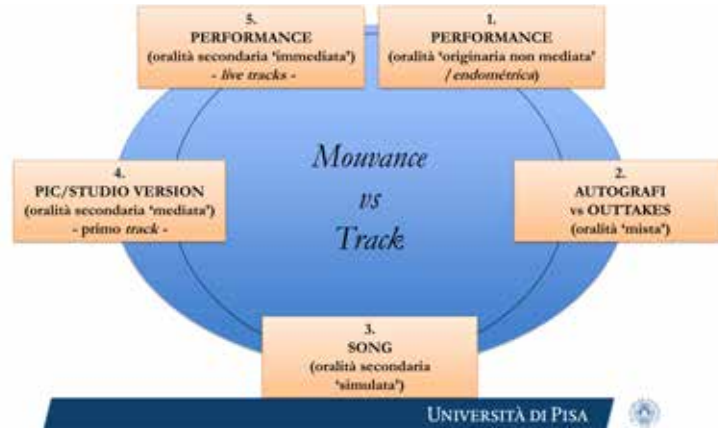 5.
PERFORMANCE
(oralità secondaria ‘immediata’)
- live tracks -
1.
PERFORMANCE
(oralità ‘originaria non mediata’
/ endométrica)
Mouvance
vs
Track
4.
PIC/STUDIO VERSION
(oralità secondaria ‘mediata’)
- primo track -
2.
AUTOGRAFI
vs OUTTAKES
(oralità ‘mista’)
3.
SONG
(oralità secondaria
‘simulata’)
UNIVERSITÀ DI PISA